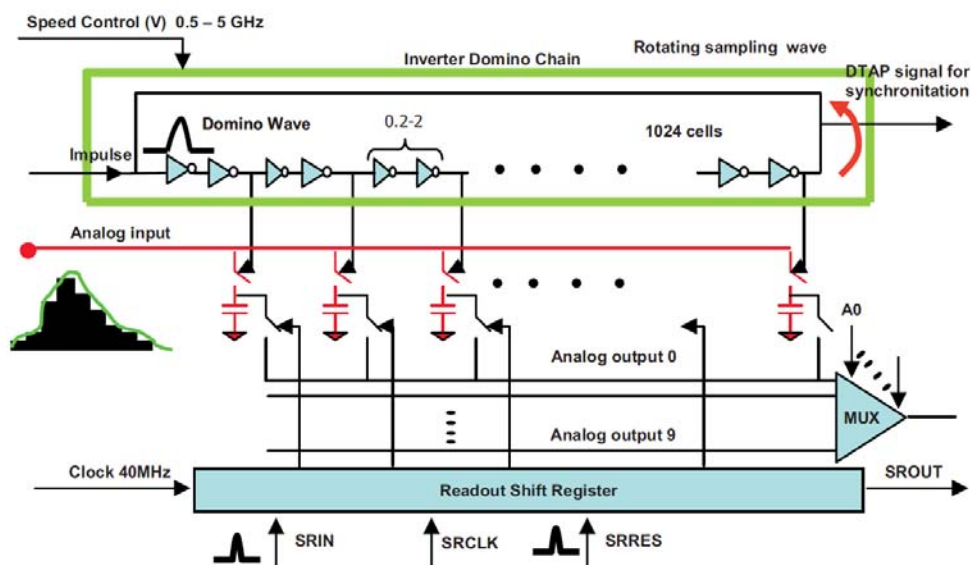 Speed Control (V) 0.5 – 5 GHz
Inverter Domino Chain
Rotating sampling wave
DTAP signal for
synchronitation
Domino Wave
0.2-2
1024 cells
Impulse
Analog input
A0
Analog output 0
MUX
Analog output 9
Clock 40MHz
Readout Shift Register
SROUT
SRIN
SRCLK
SRRES